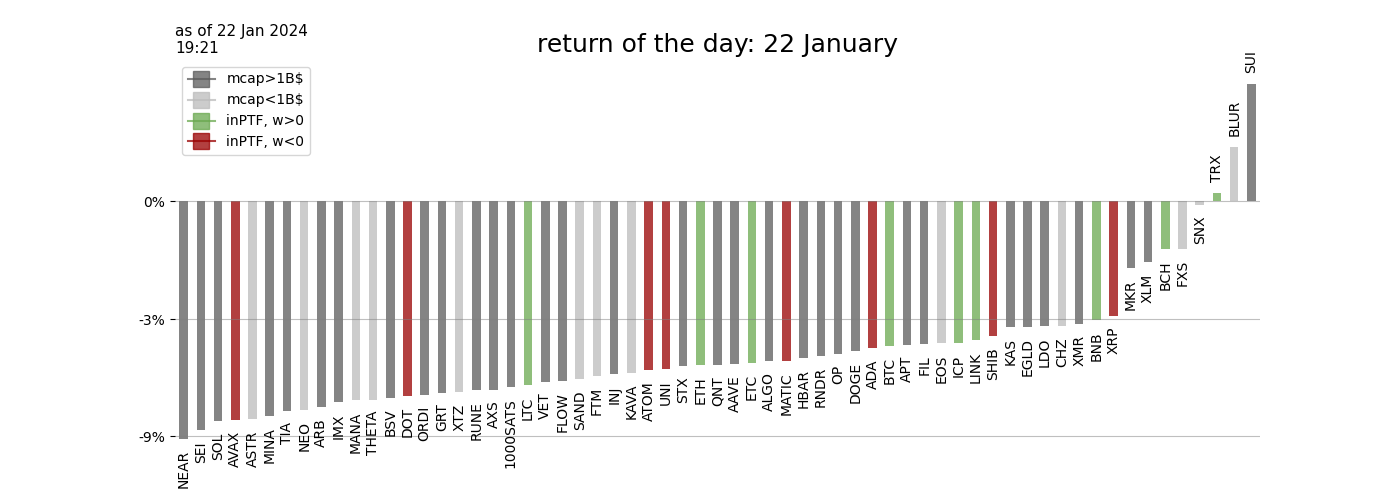 as of 22 Jan 2024
19:21
return of the day: 22 January
mcap>1B$
mcap<1B$
inPTF, w>0
inPTF, w<0
0%
-3%
-9%
NEAR
SEI
SOL
AVAX
ASTR
MINA
TIA
NEO
ARB
IMX
MANA
THETA
BSV
DOT
ORDI
GRT
XTZ
RUNE
AXS
1000SATS
LTC
VET
FLOW
SAND
FTM
INJ
KAVA
ATOM
UNI
STX
ETH
QNT
AAVE
ETC
ALGO
MATIC
HBAR
RNDR
OP
DOGE
ADA
BTC
APT
FIL
EOS
ICP
LINK
SHIB
KAS
EGLD
LDO
CHZ
XMR
BNB
XRP
MKR
XLM
BCH
FXS
SNX
TRX
BLUR
SUI